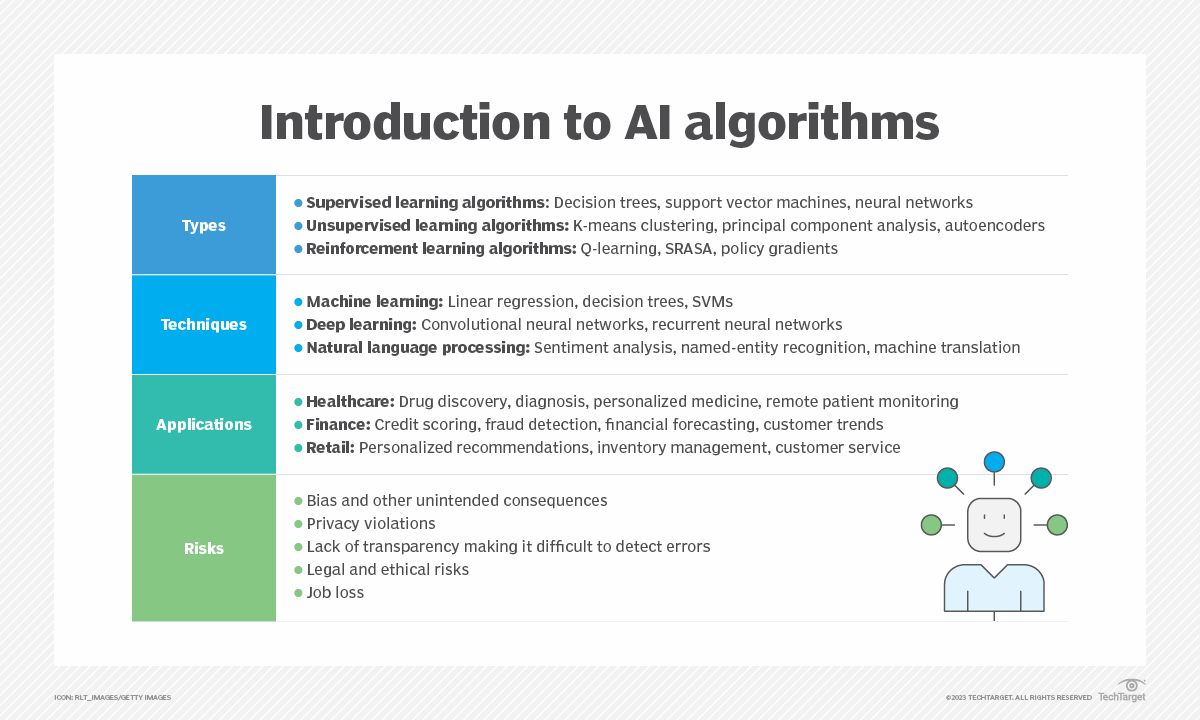 Introduction to AI algorithms
Types
Supervised learning algorithms: Decision trees, support vector machines, neural networks
Unsupervised learning algorithms: K-means clustering, principal component analysis, autoencoders
Reinforcement learning algorithms: Q-learning, SRASA, policy gradients
Techniques
Machine learning: Linear regression, decision trees, SVMs
Deep learning: Convolutional neural networks, recurrent neural networks
Natural language processing: Sentiment analysis, named-entity recognition, machine translation
Applications
Healthcare: Drug discovery, diagnosis, personalized medicine, remote patient monitoring
Finance: Credit scoring, fraud detection, financial forecasting, customer trends
Retail: Personalized recommendations, inventory management, customer service
Risks
Bias and other unintended consequences
Privacy violations
Lack of transparency making it difficult to detect errors
Legal and ethical risks
Job loss
ICON: RLT_IMAGES/GETTY IMAGES
©2023 TECHTARGET. ALL RIGHTS RESERVED TechTarget